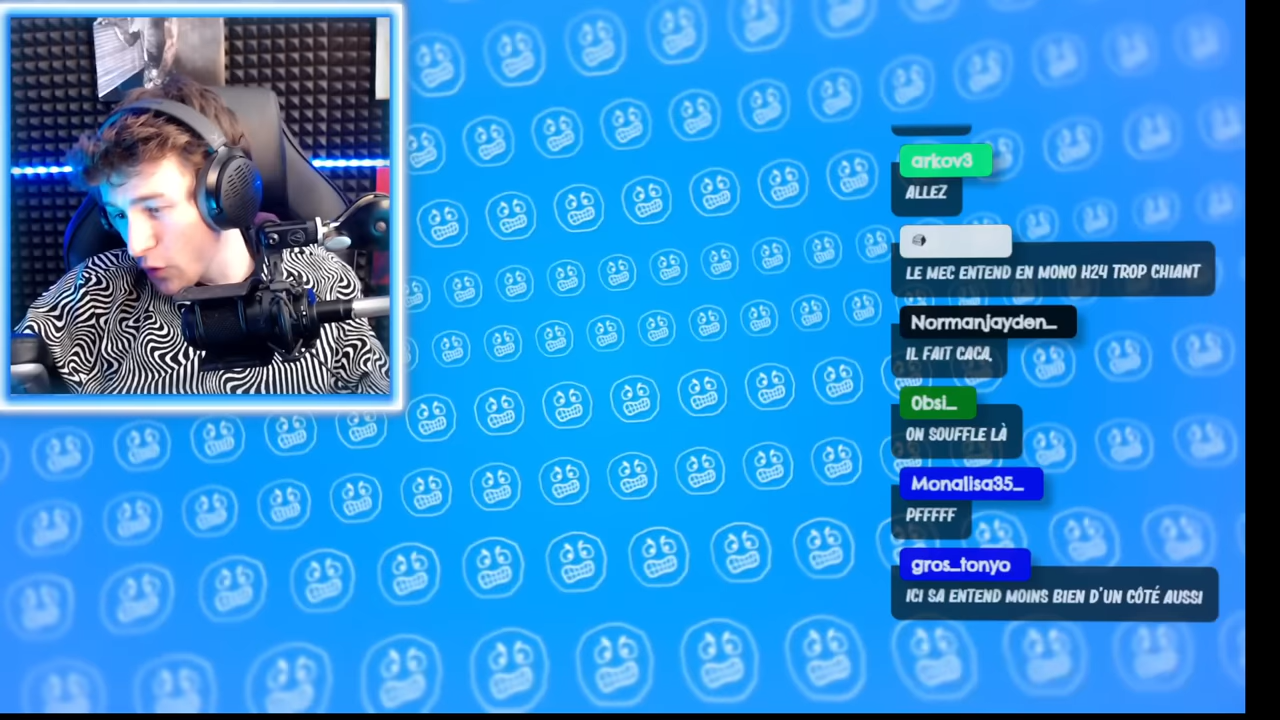 arkov3
ALLEZ
LE MEC ENTEND EN MONO H24 TROP CHIANT
Normanjayden_
IL FAIT CACA,
0bsi_
ON SOUFFLE LÀ
Monalisa35_
PFFFFF
gros_tonyo
ICI SA ENTEND MOINS BIEN D'UN CÔTÉ AUSSI